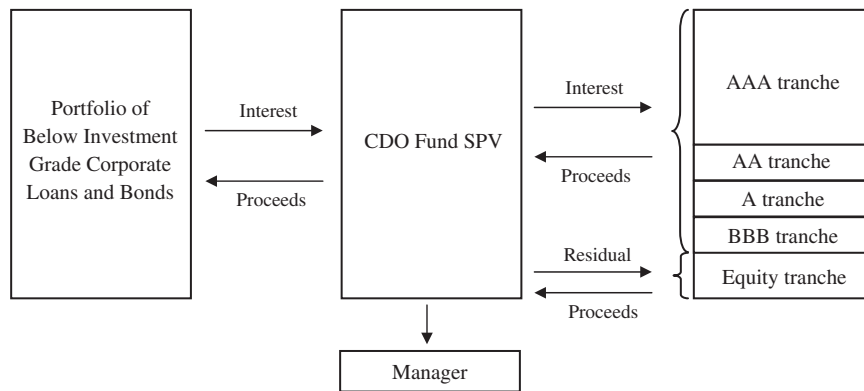 Portfolio of
Below Investment
Grade Corporate
Loans and Bonds
Interest
Proceeds
CDO Fund SPV
Interest
Proceeds
Residual
Proceeds
AAA tranche
AA tranche
A tranche
BBB tranche
Equity tranche
Manager